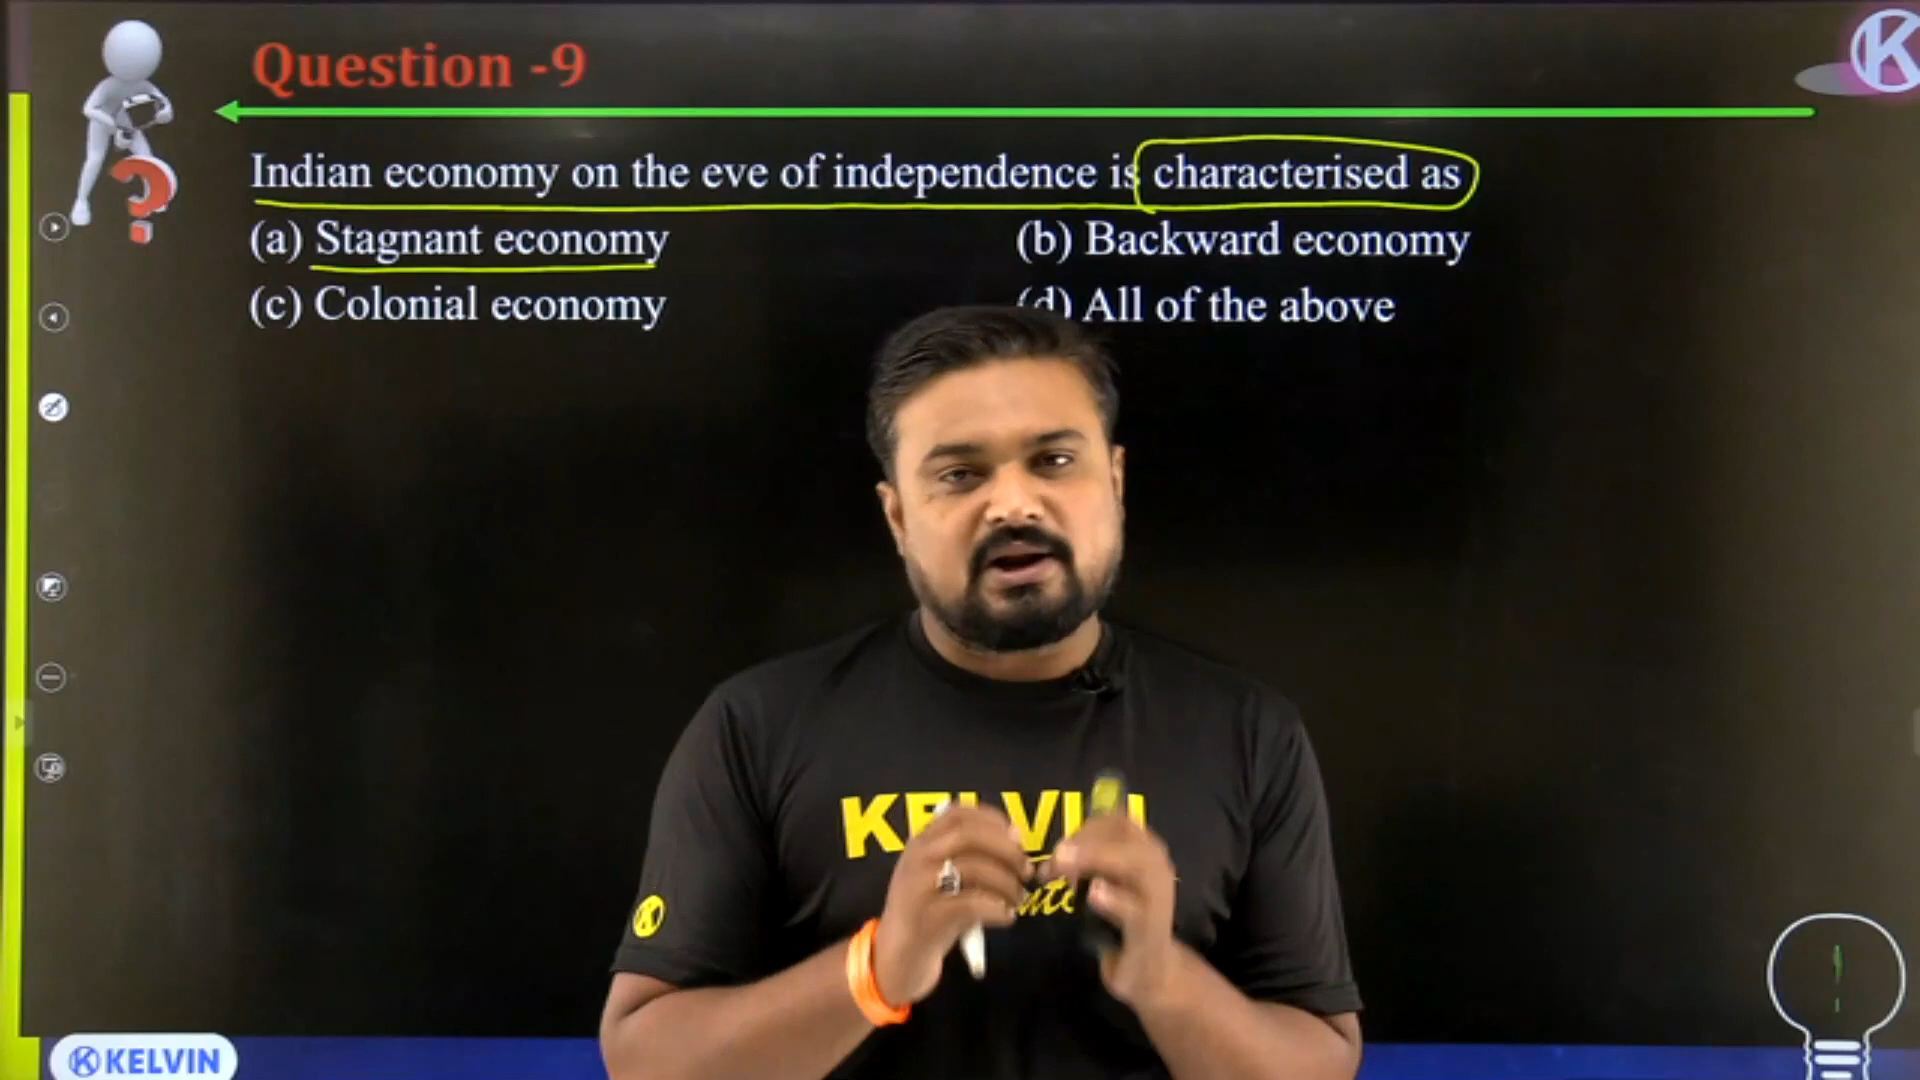 Question -9
Indian economy on the eve of independence is characterised as
(a) Stagnant economy (b) Backward economy
(c) Colonial economy (d) All of the above
KELVIN
K
KELVIN